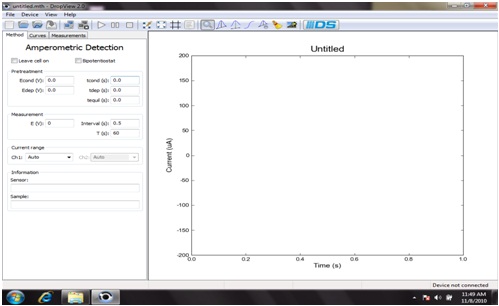 untitled.mth - DropView 2.0
File Device View Help
DS
Method Curves Measurements
Amperometric Detection
Leave cell on Bipotentiostat
Pretreatment
Econd (V): 0.0 tcond (s): 0.0
Edep (V): 0.0 tdep (s): 0.0
tequil (s): 0.0
Measurement
E (V): 0 Interval (s): 0.5
T (s): 60
Current range
Ch1: Auto Ch2: Auto
Information
Sensor:
Sample:
Untitled
200
150
100
50
0
-50
-100
-150
-200
Current (uA)
0.0 0.2 0.4 0.6 0.8 1.0
Time (s)
Device not connected
11:49 AM
11/6/2010